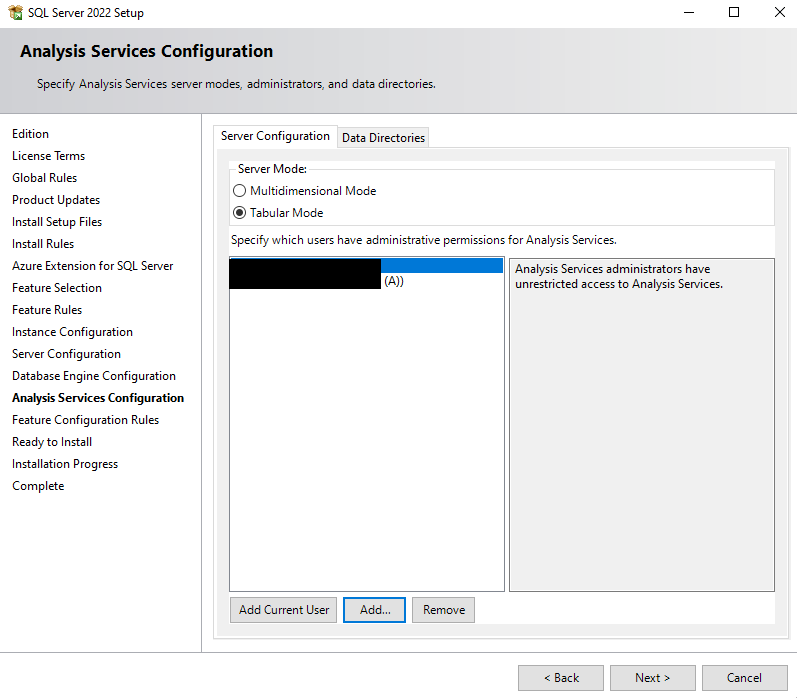 SQL Server 2022 Setup
Analysis Services Configuration
Specify Analysis Services server modes, administrators, and data directories.
Edition
License Terms
Global Rules
Product Updates
Install Setup Files
Install Rules
Azure Extension for SQL Server
Feature Selection
Feature Rules
Instance Configuration
Server Configuration
Database Engine Configuration
Analysis Services Configuration
Feature Configuration Rules
Ready to Install
Installation Progress
Complete
Server Configuration Data Directories
Server Mode:
Multidimensional Mode
Tabular Mode
Specify which users have administrative permissions for Analysis Services.
(A))
Analysis Services administrators have
unrestricted access to Analysis Services.
Add Current User Add... Remove
< Back Next > Cancel